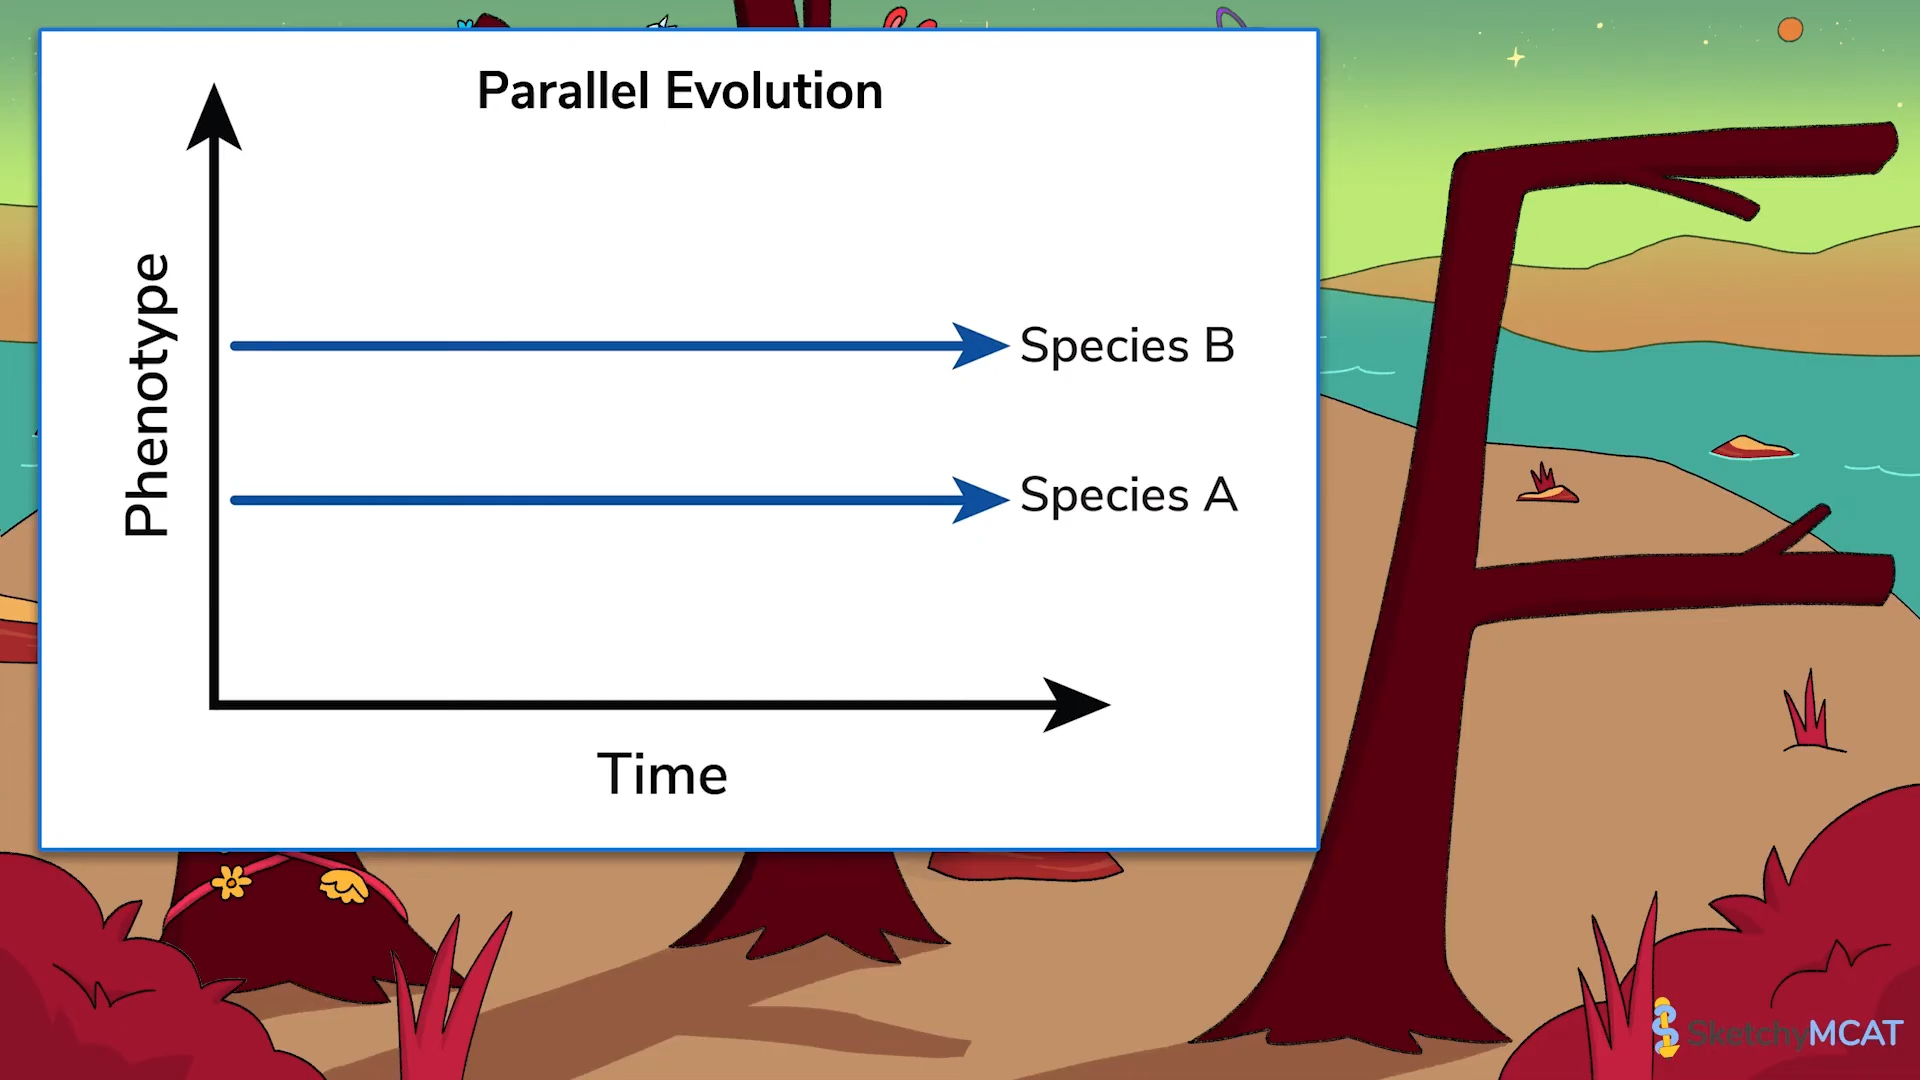 Parallel Evolution
Phenotype
Species B
Species A
Time
SketchyMCAT